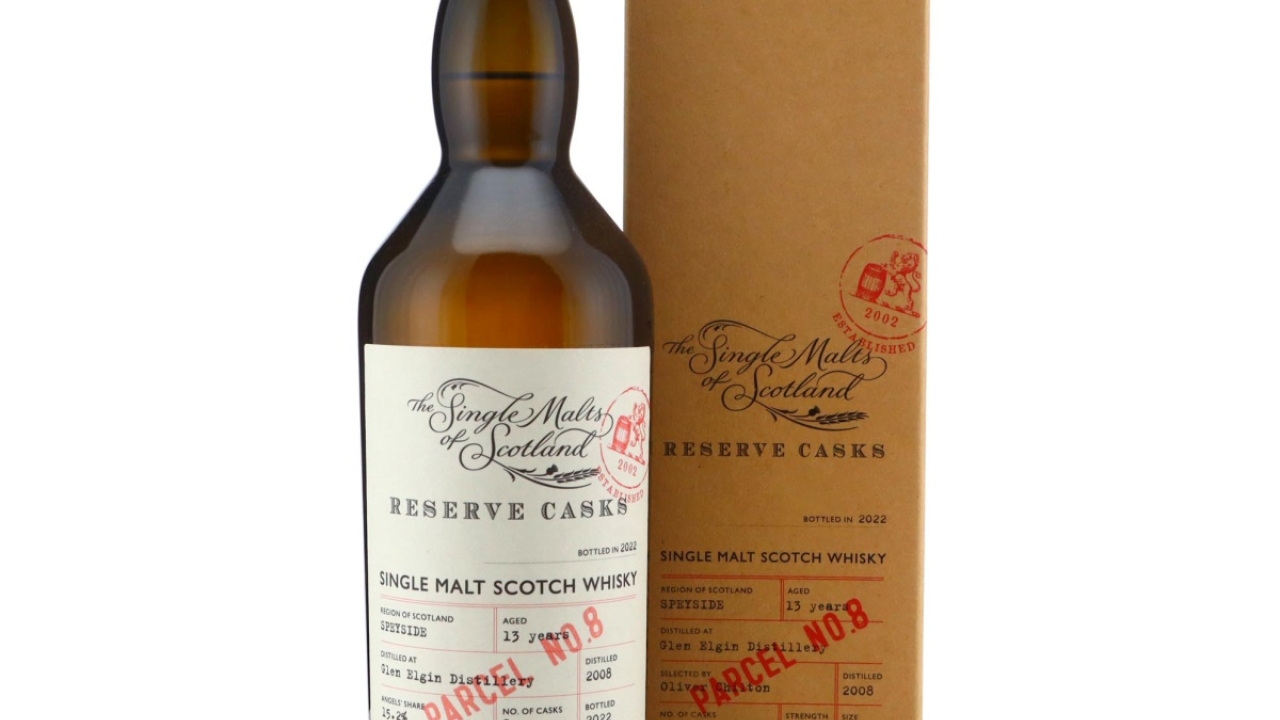 The Single Malts
of Scotland
2002
ESTABLISHED
RESERVE CASKS
BOTTLED IN 2022
SINGLE MALT SCOTCH WHISKY
REGION OF SCOTLAND
SPEYSIDE
AGED
13 years
PARCEL NO.8
DISTILLED AT
Glen Elgin Distillery
DISTILLED
2008
ANGELS' SHARE
15.2%
NO. OF CASKS
BOTTLED
2022
2002
ESTABLISHED
The Single Malts
of Scotland
RESERVE CASKS
BOTTLED IN 2022
SINGLE MALT SCOTCH WHISKY
REGION OF SCOTLAND
SPEYSIDE
AGED
13 years
PARCEL NO.8
DISTILLED AT
Glen Elgin Distillery
SELECTED BY
Oliver Chilton
DISTILLED
2008
NO. OF CASKS
STRENGTH
SIZE